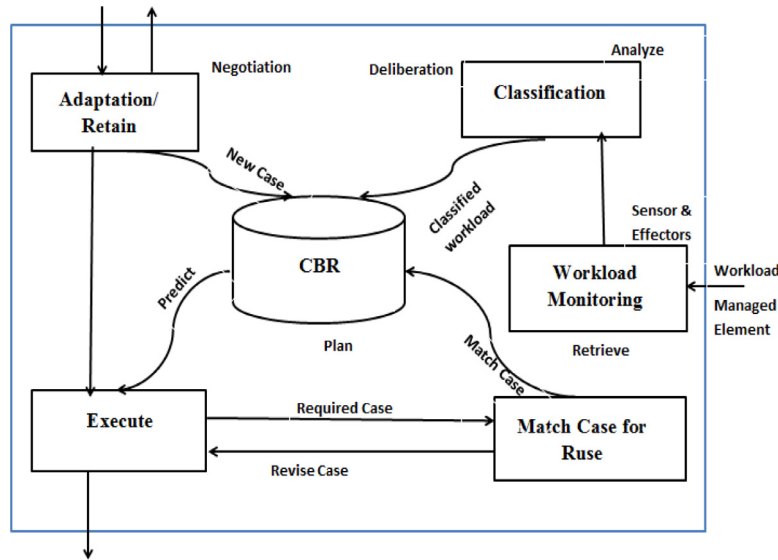 Analyze
Negotiation
Deliberation
Adaptation/
Retain
Classification
New Case
Classified
workload
Sensor &
Effectors
CBR
Workload
Monitoring
Workload
Managed
Element
Predict
Plan
Retrieve
Match Case
Execute
Required Case
Match Case for
Ruse
Revise Case